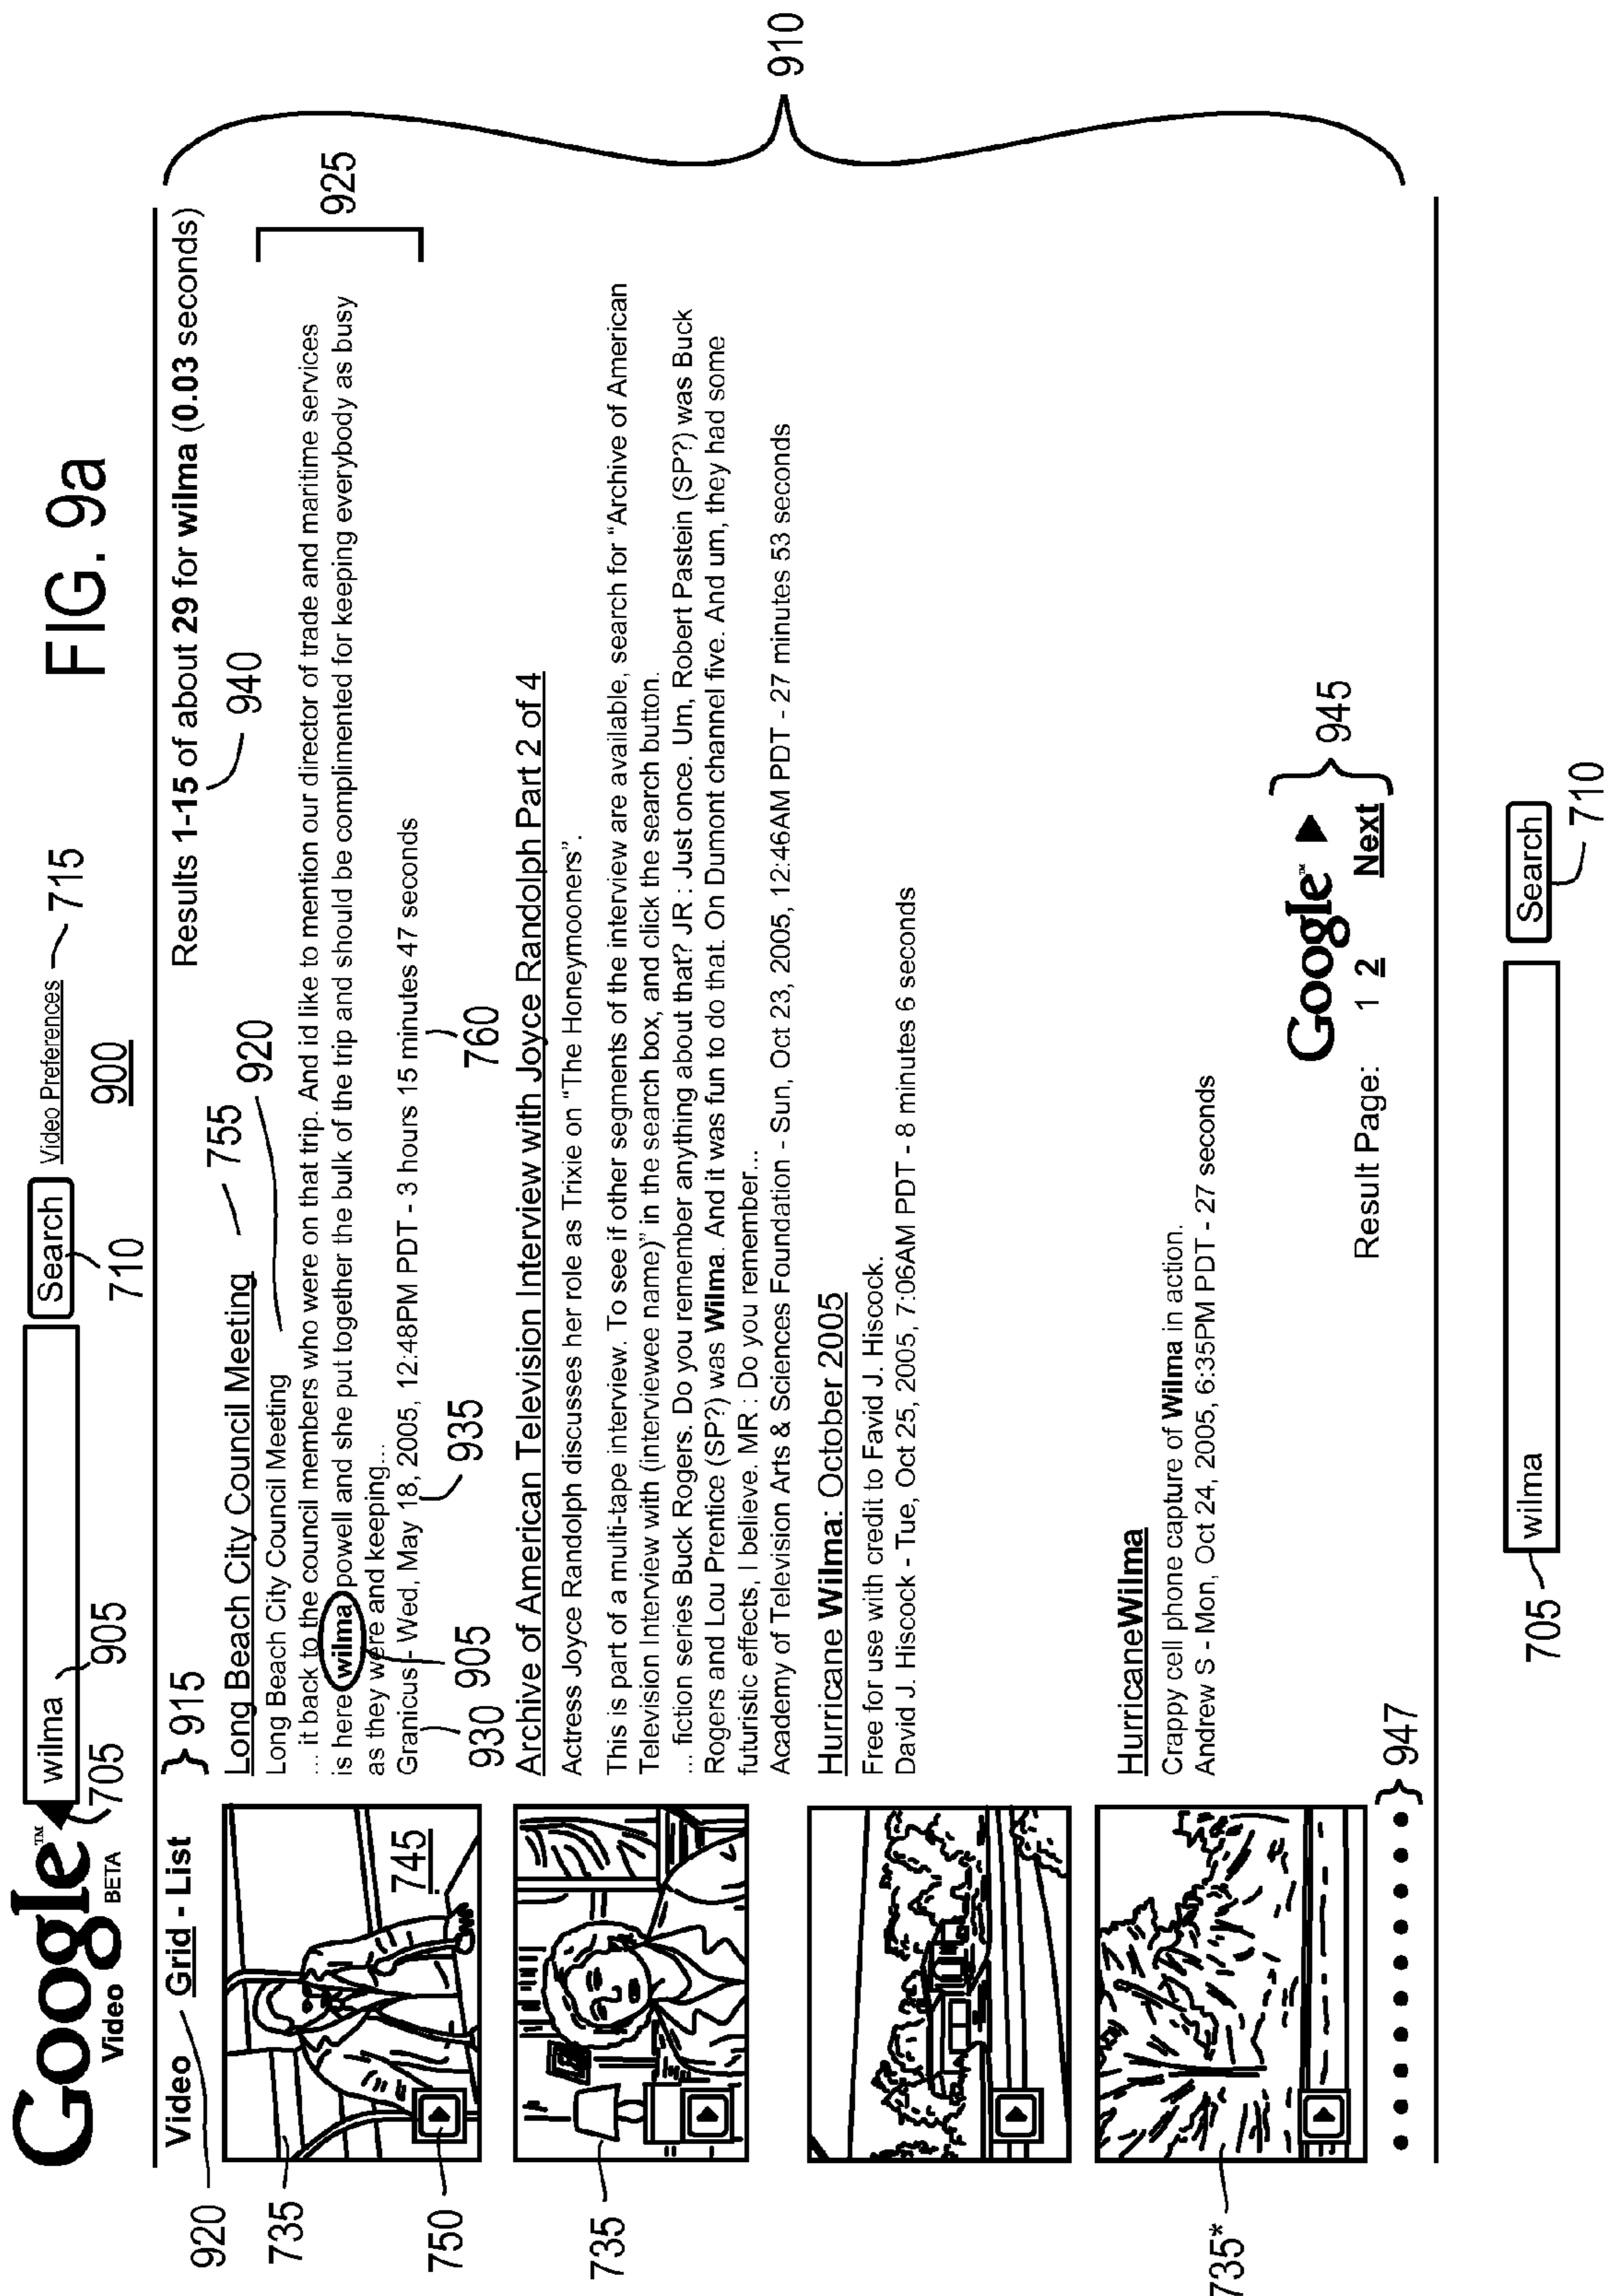 FIG. 9a
Google™
Video BETA
wilma
Search
Video Preferences
705
905
710
715
900
Video Grid - List
915
Results 1-15 of about 29 for wilma (0.03 seconds)
920
940
910
735
745
750
Long Beach City Council Meeting
755
Long Beach City Council Meeting
920
... it back to the council members who were on that trip. And id like to mention our director of trade and maritime services
is here wilma powell and she put together the bulk of the trip and should be complimented for keeping everybody as busy
as they were and keeping...
Granicus - Wed, May 18, 2005, 12:48PM PDT - 3 hours 15 minutes 47 seconds
925
930
905
935
760
735
Archive of American Television Interview with Joyce Randolph Part 2 of 4
Actress Joyce Randolph discusses her role as Trixie on "The Honeymooners".
This is part of a multi-tape interview. To see if other segments of the interview are available, search for "Archive of American
Television Interview with (interviewee name)" in the search box, and click the search button.
... fiction series Buck Rogers. Do you remember anything about that? JR : Just once. Um, Robert Pastein (SP?) was Buck
Rogers and Lou Prentice (SP?) was Wilma. And it was fun to do that. On Dumont channel five. And um, they had some
futuristic effects, I believe. MR : Do you remember...
Academy of Television Arts & Sciences Foundation - Sun, Oct 23, 2005, 12:46AM PDT - 27 minutes 53 seconds
Hurricane Wilma: October 2005
Free for use with credit to Favid J. Hiscock.
David J. Hiscock - Tue, Oct 25, 2005, 7:06AM PDT - 8 minutes 6 seconds
735*
HurricaneWilma
Crappy cell phone capture of Wilma in action.
Andrew S - Mon, Oct 24, 2005, 6:35PM PDT - 27 seconds
947
Google™
Result Page: 1 2 Next
945
705
wilma
Search
710